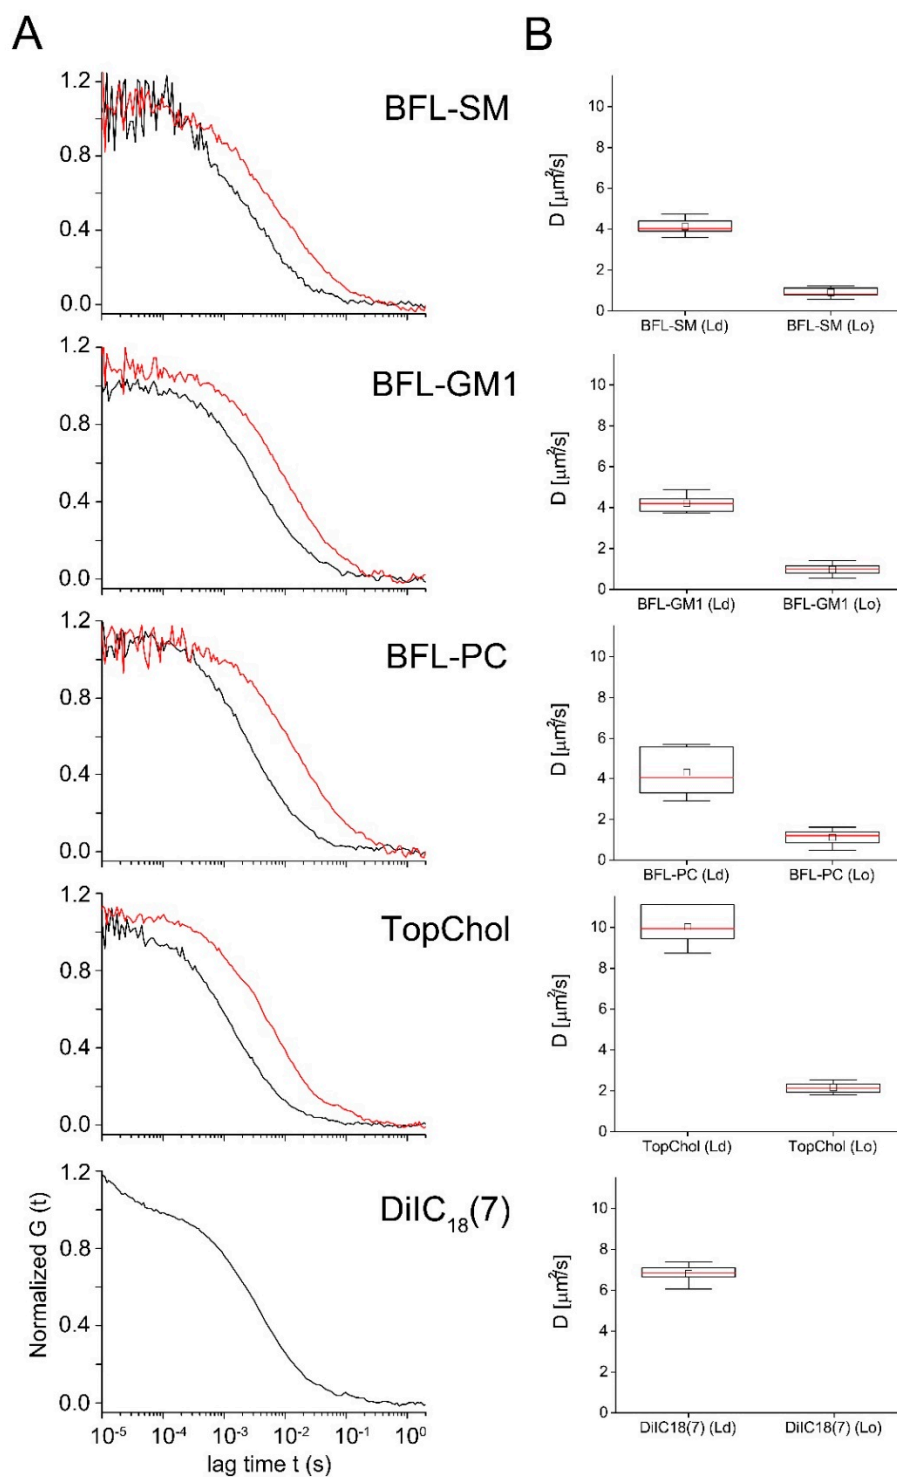 A
B
1.2
0.8
0.4
0.0
BFL-SM
D [μm²/s]
10
8
6
4
2
0
BFL-SM (Ld)
BFL-SM (Lo)
1.2
0.8
0.4
0.0
BFL-GM1
D [μm²/s]
10
8
6
4
2
0
BFL-GM1 (Ld)
BFL-GM1 (Lo)
1.2
0.8
0.4
0.0
BFL-PC
D [μm²/s]
10
8
6
4
2
0
BFL-PC (Ld)
BFL-PC (Lo)
1.2
0.8
0.4
0.0
TopChol
D [μm²/s]
10
8
6
4
2
0
TopChol (Ld)
TopChol (Lo)
Normalized G (t)
1.2
0.8
0.4
0.0
DiIC₁₈(7)
10⁻⁵ 10⁻⁴ 10⁻³ 10⁻² 10⁻¹ 10⁰
lag time t (s)
D [μm²/s]
10
8
6
4
2
0
DiIC18(7) (Ld)
DiIC18(7) (Lo)